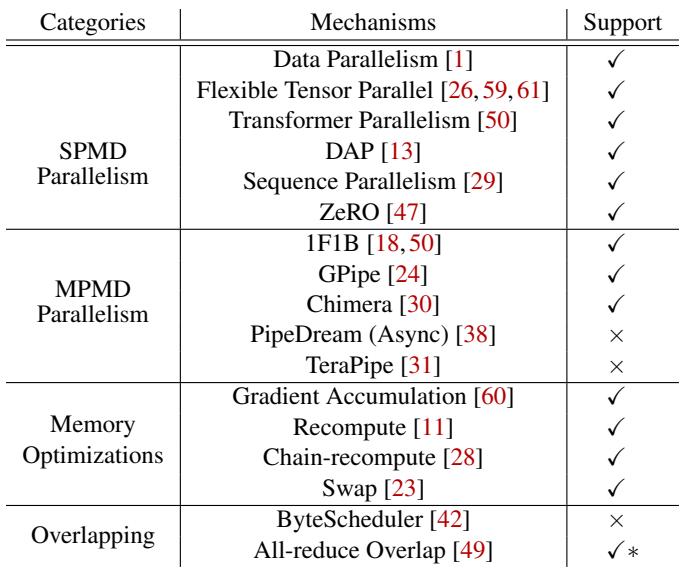 Categories Mechanisms Support
Data Parallelism [1] ✓
Flexible Tensor Parallel [26, 59, 61] ✓
Transformer Parallelism [50] ✓
SPMD Parallelism
DAP [13] ✓
Sequence Parallelism [29] ✓
ZeRO [47] ✓
1F1B [18, 50] ✓
GPipe [24] ✓
MPMD Parallelism
Chimera [30] ✓
PipeDream (Async) [38] ×
TeraPipe [31] ×
Gradient Accumulation [60] ✓
Memory Optimizations
Recompute [11] ✓
Chain-recompute [28] ✓
Swap [23] ✓
Overlapping
ByteScheduler [42] ×
All-reduce Overlap [49] ✓*